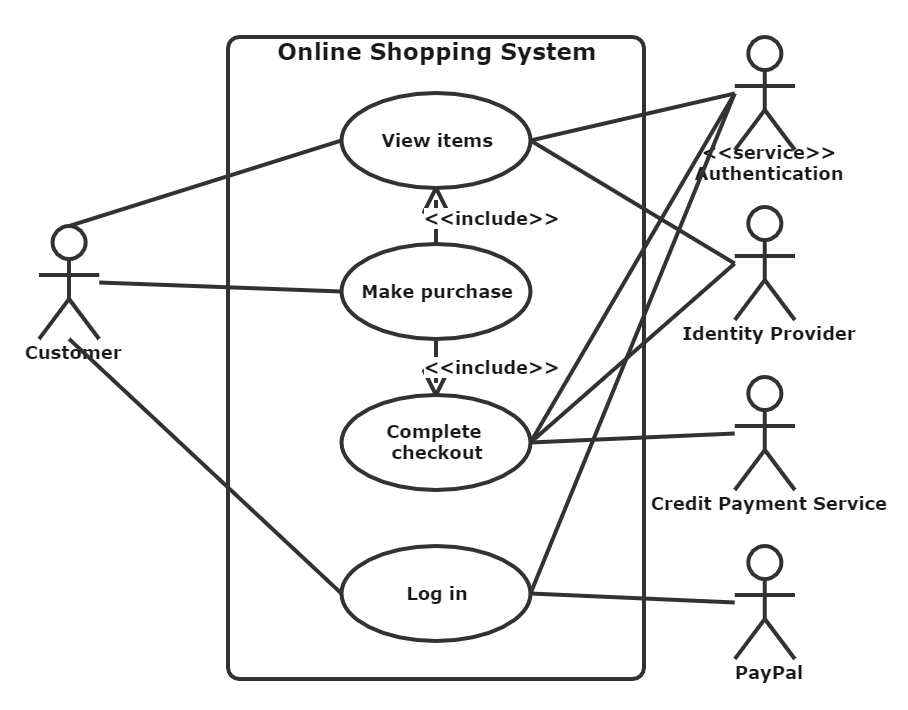 Online Shopping System
View items
<<include>>
Make purchase
<<include>>
Complete
checkout
Log in
Customer
<<service>>
Authentication
Identity Provider
Credit Payment Service
PayPal